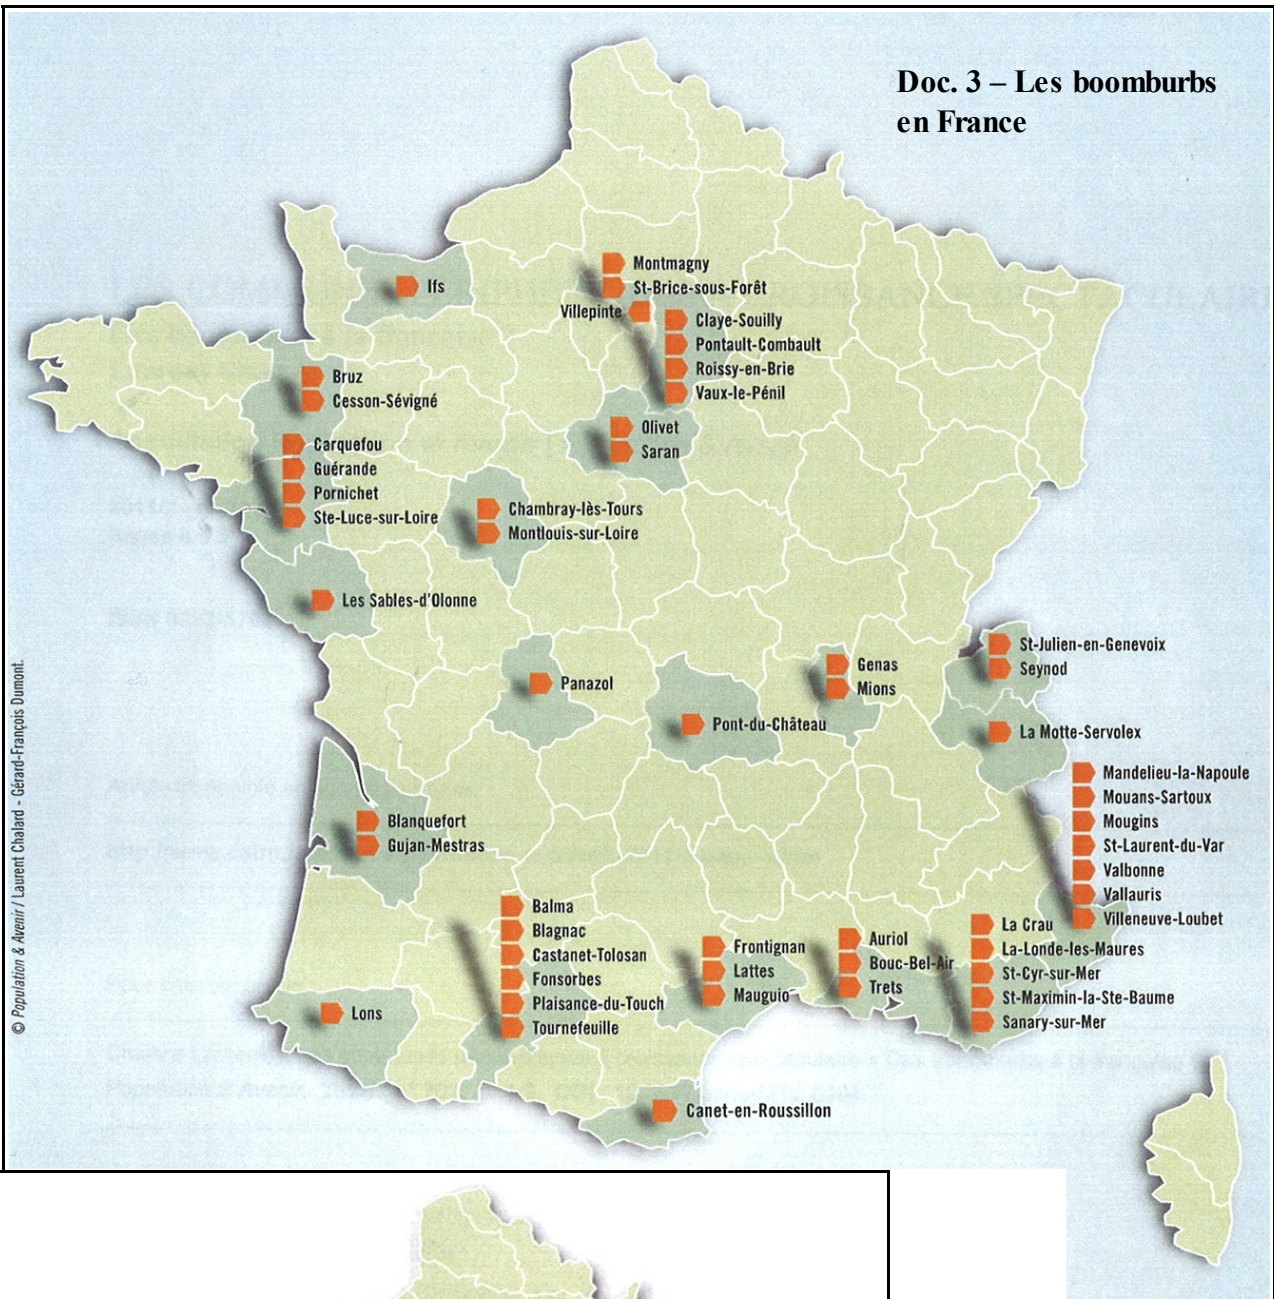 Doc. 3 – Les boomburbs
en France
Montmagny
St-Brice-sous-Forêt
Villepinte
Claye-Souilly
Pontault-Combault
Roissy-en-Brie
Vaux-le-Pénil
Ifs
Bruz
Cesson-Sévigné
Olivet
Saran
Carquefou
Guérande
Pornichet
Ste-Luce-sur-Loire
Chambray-lès-Tours
Montlouis-sur-Loire
Les Sables-d'Olonne
St-Julien-en-Genevoix
Seynod
Genas
Mions
Panazol
Pont-du-Château
La Motte-Servolex
Mandelieu-la-Napoule
Mouans-Sartoux
Mougins
St-Laurent-du-Var
Valbonne
Vallauris
Villeneuve-Loubet
Blanquefort
Gujan-Mestras
Balma
Blagnac
Castanet-Tolosan
Fonsorbes
Plaisance-du-Touch
Tournefeuille
Frontignan
Lattes
Mauguio
Auriol
Bouc-Bel-Air
Trets
La Crau
La-Londe-les-Maures
St-Cyr-sur-Mer
St-Maximin-la-Ste-Baume
Sanary-sur-Mer
Lons
Canet-en-Roussillon
© Population & Avenir / Laurent Chalard - Gérard-François Dumont.